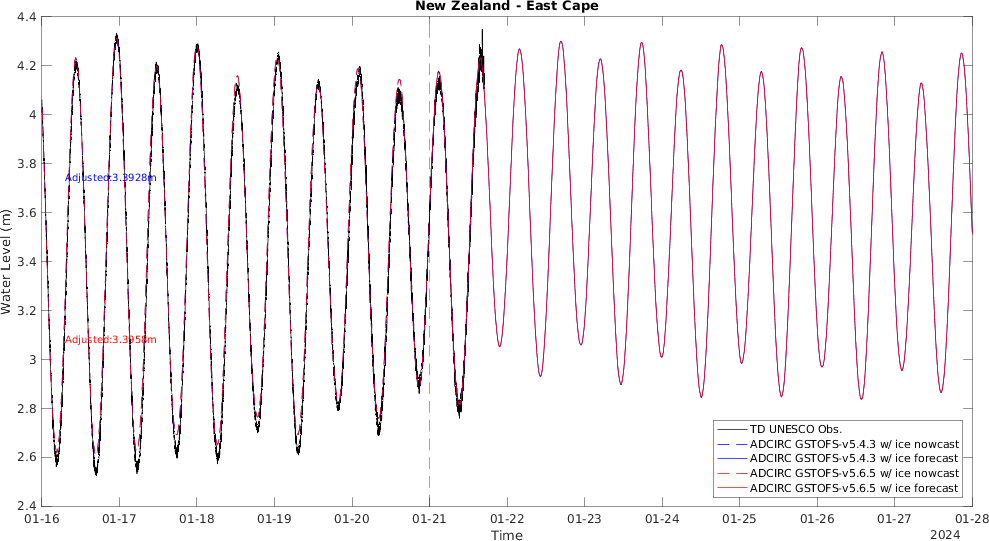 New Zealand - East Cape
4.4
4.2
4
3.8
3.6
3.4
3.2
3
2.8
2.6
2.4
Water Level (m)
Adjusted:3.3928m
Adjusted:3.3958m
TD UNESCO Obs.
ADCIRC GSTOFS-v5.4.3 w/ ice nowcast
ADCIRC GSTOFS-v5.4.3 w/ ice forecast
ADCIRC GSTOFS-v5.6.5 w/ ice nowcast
ADCIRC GSTOFS-v5.6.5 w/ ice forecast
01-16 01-17 01-18 01-19 01-20 01-21 01-22 01-23 01-24 01-25 01-26 01-27 01-28
Time
2024